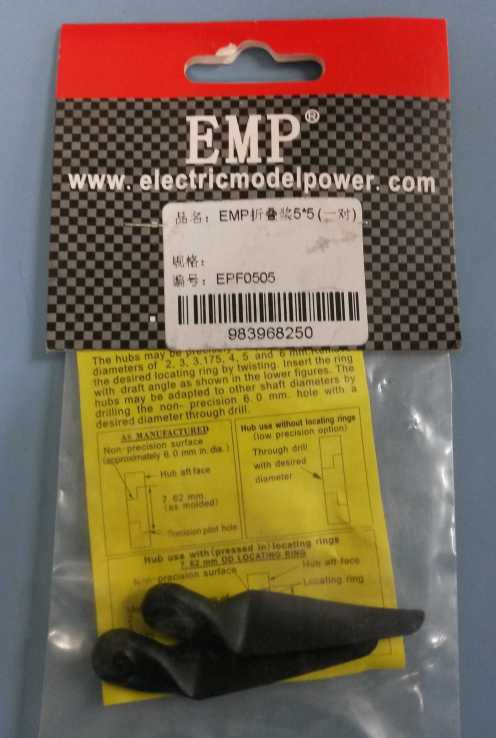 EMP®
www. electricmodelpower. com
品名: EMP折叠桨5*5(一对)
规格:
编号: EPF0505
983968250
The hubs may be
diameters of 2, 3, 3.175, 4, 5 and 6 mm.
the desired locating ring by twisting. Insert the ring
with draft angle as shown in the lower figures. The
hubs may be adapted to other shaft diameters by
drilling the non- precision 6.0 mm. hole with a
desired diameter through drill.
AS MANUFACTURED
Non-precision surface
(approximately 6.0 mm in. dia.)
Hub aft face
7. 62 mm.
(as molded)
Precision pilot hole
Hub use without locating rings
(low precision option)
Through drill
with desired
diameter
Hub aft face
Hub use with (pressed in) locating rings
7. 62 mm OD LOCATING RING
Non-precision surface
Hub aft face
Locating ring